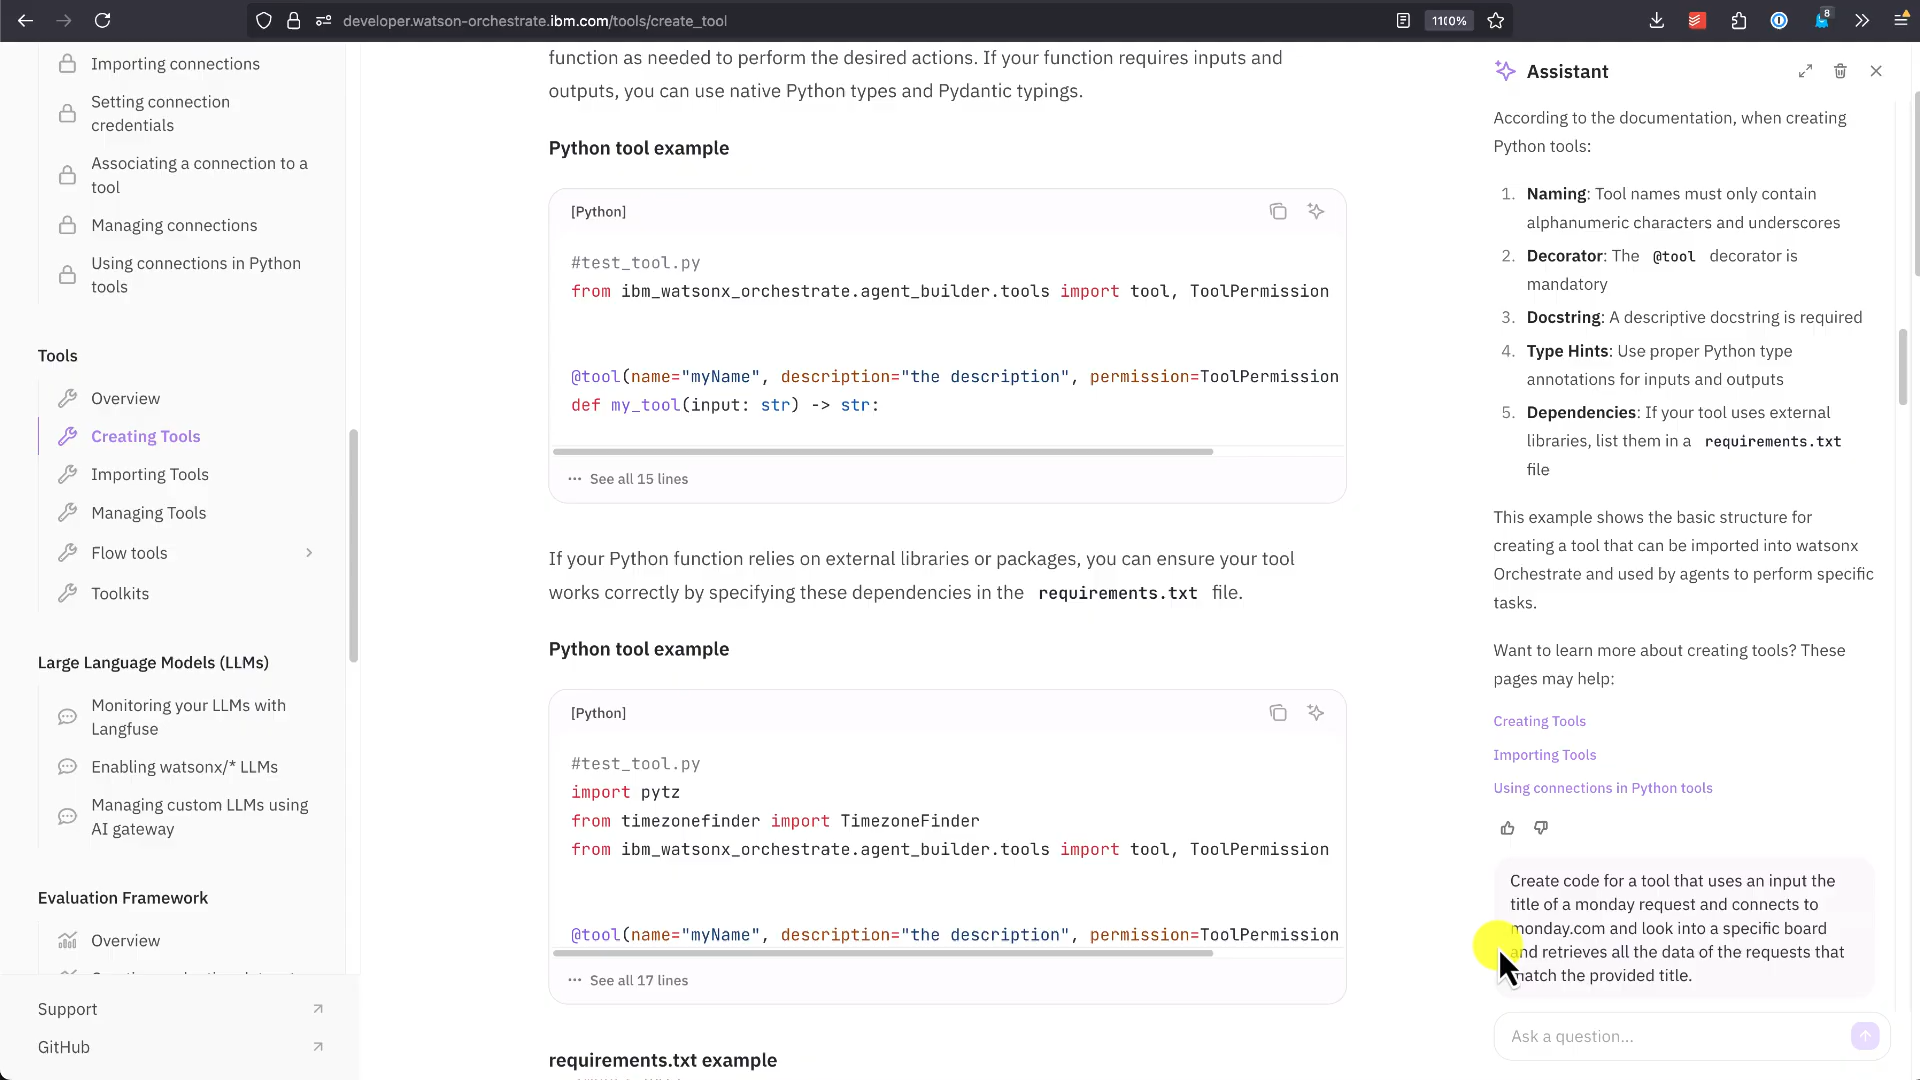 developer.watson-orchestrate.ibm.com/tools/create_tool
110%
8
Importing connections
Setting connection
credentials
Associating a connection to a
tool
Managing connections
Using connections in Python
tools
Tools
Overview
Creating Tools
Importing Tools
Managing Tools
Flow tools
Toolkits
Large Language Models (LLMs)
Monitoring your LLMs with
Langfuse
Enabling watsonx/* LLMs
Managing custom LLMs using
AI gateway
Evaluation Framework
Overview
Support
GitHub
function as needed to perform the desired actions. If your function requires inputs and
outputs, you can use native Python types and Pydantic typings.
Python tool example
[Python]
#test_tool.py
from ibm_watsonx_orchestrate.agent_builder.tools import tool, ToolPermission
@tool(name="myName", description="the description", permission=ToolPermission
def my_tool(input: str) -> str:
··· See all 15 lines
If your Python function relies on external libraries or packages, you can ensure your tool
works correctly by specifying these dependencies in the requirements.txt file.
Python tool example
[Python]
#test_tool.py
import pytz
from timezonefinder import TimezoneFinder
from ibm_watsonx_orchestrate.agent_builder.tools import tool, ToolPermission
@tool(name="myName", description="the description", permission=ToolPermission
··· See all 17 lines
requirements.txt example
Assistant
According to the documentation, when creating
Python tools:
1. Naming: Tool names must only contain
alphanumeric characters and underscores
2. Decorator: The @tool decorator is
mandatory
3. Docstring: A descriptive docstring is required
4. Type Hints: Use proper Python type
annotations for inputs and outputs
5. Dependencies: If your tool uses external
libraries, list them in a requirements.txt
file
This example shows the basic structure for
creating a tool that can be imported into watsonx
Orchestrate and used by agents to perform specific
tasks.
Want to learn more about creating tools? These
pages may help:
Creating Tools
Importing Tools
Using connections in Python tools
Create code for a tool that uses an input the
title of a monday request and connects to
monday.com and look into a specific board
and retrieves all the data of the requests that
match the provided title.
Ask a question...